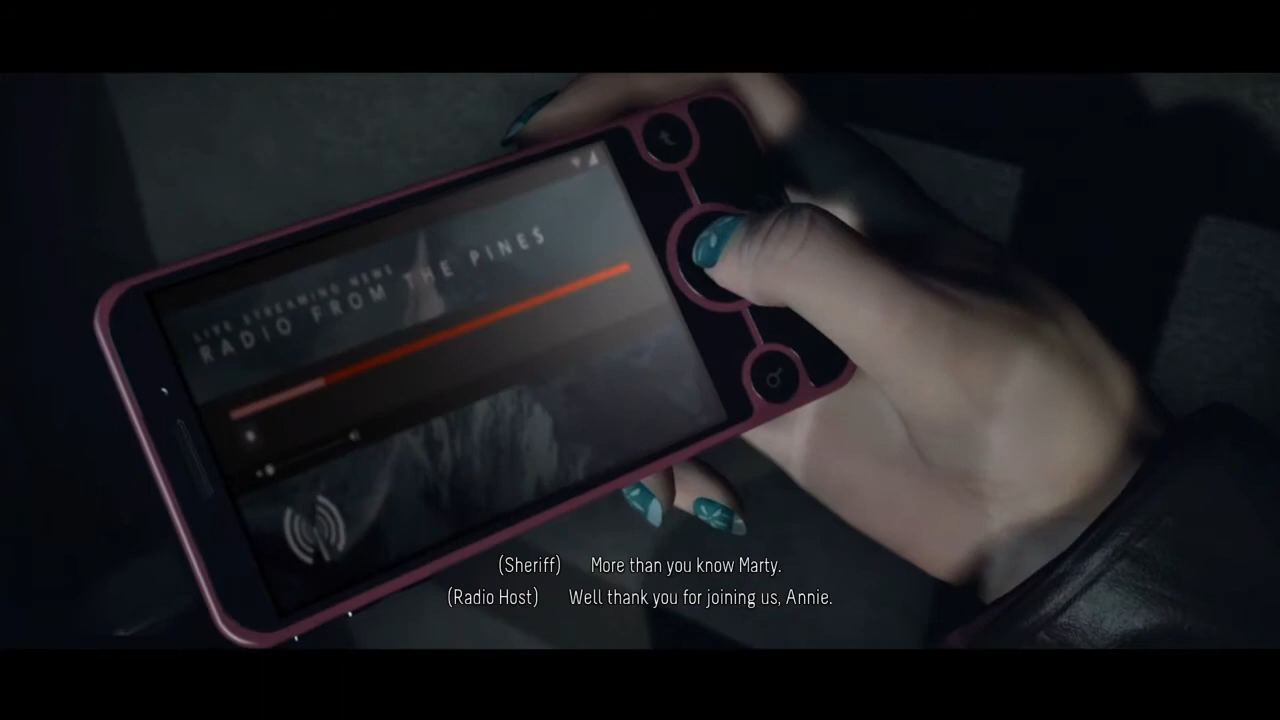 LIVE STREAMING NEWS
RADIO FROM THE PINES
(Sheriff) More than you know Marty.
(Radio Host) Well thank you for joining us, Annie.